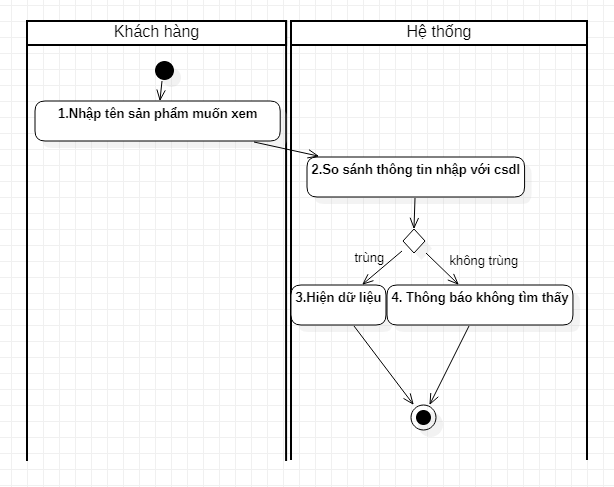 Khách hàng
Hệ thống
1.Nhập tên sản phẩm muốn xem
2.So sánh thông tin nhập với csdl
trùng
không trùng
3.Hiện dữ liệu
4. Thông báo không tìm thấy